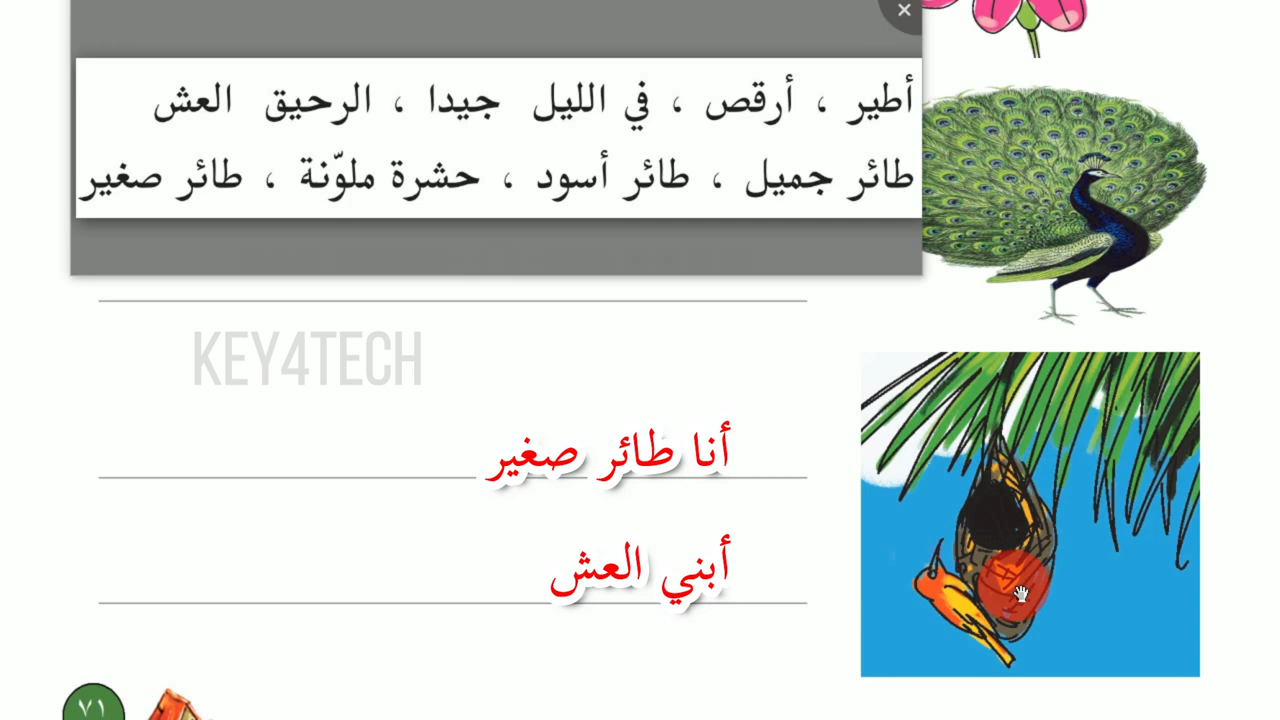 أطير ، أرقص ، في الليل جيدا ، الرحيق العش
طائر جميل ، طائر أسود ، حشرة ملوّنة ، طائر صغير
KEY4TECH
أنا طائر صغير
أبني العش
٧١